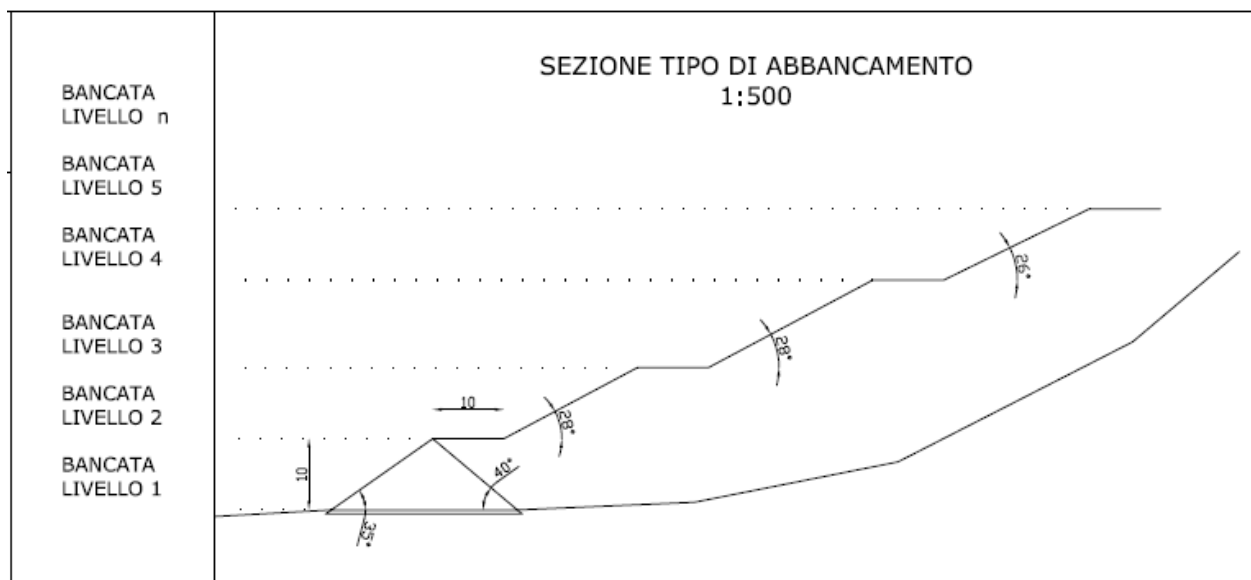 SEZIONE TIPO DI ABBANCAMENTO
1:500
BANCATA
LIVELLO n
BANCATA
LIVELLO 5
BANCATA
LIVELLO 4
BANCATA
LIVELLO 3
BANCATA
LIVELLO 2
BANCATA
LIVELLO 1
26°
28°
28°
10
10
40°
35°